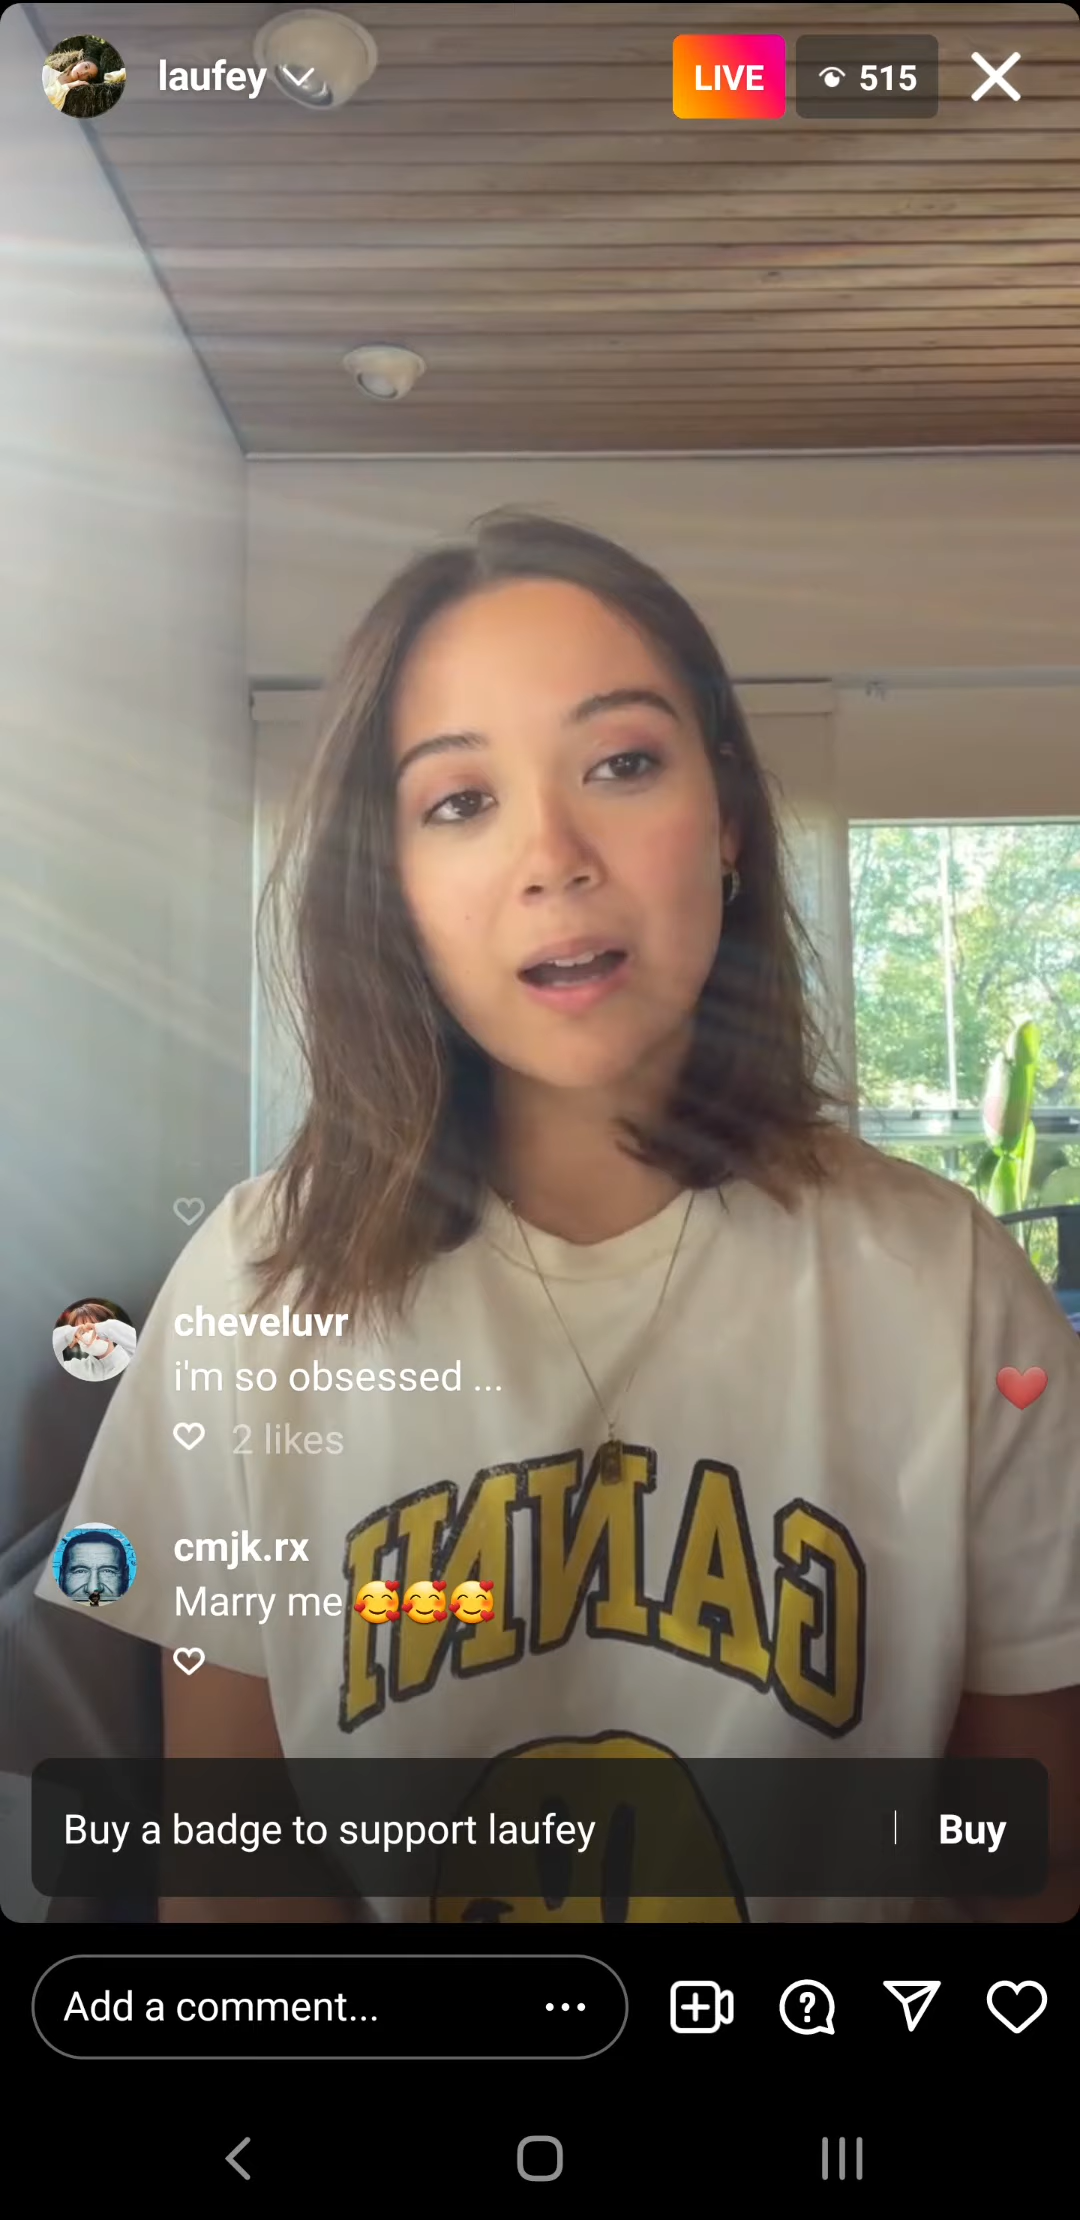 laufey
LIVE
515
cheveluvr
i'm so obsessed ...
2 likes
cmjk.rx
Marry me 🥰🥰🥰
GANNI
Buy a badge to support laufey
Buy
Add a comment...